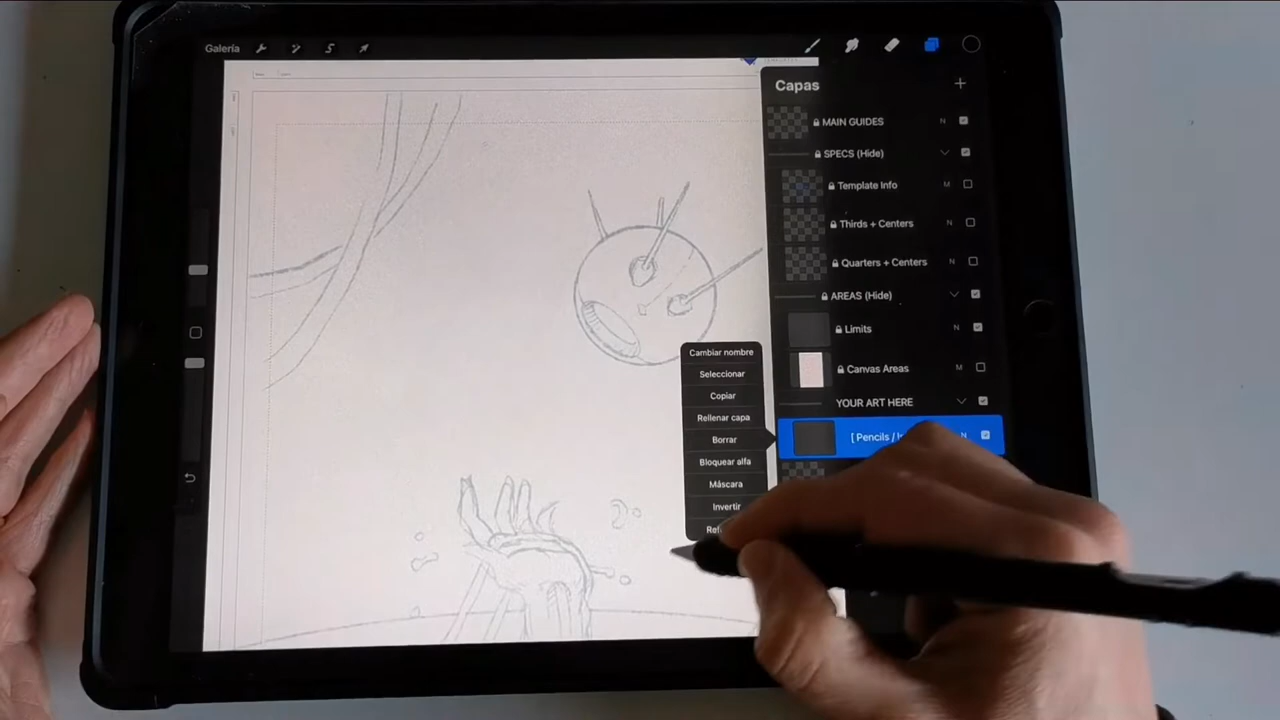 Galería
Capas
MAIN GUIDES N
SPECS (Hide)
Template Info M
Thirds + Centers N
Quarters + Centers N
AREAS (Hide)
Limits N
Canvas Areas M
YOUR ART HERE
[ Pencils / N
Cambiar nombre
Seleccionar
Copiar
Rellenar capa
Borrar
Bloquear alfa
Máscara
Invertir